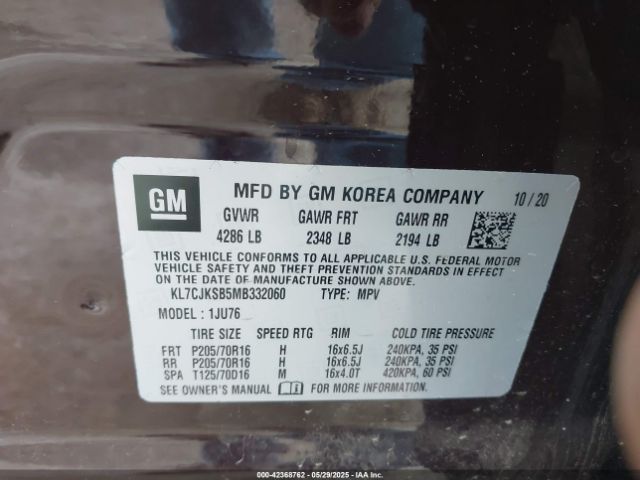 GM
MFD BY GM KOREA COMPANY 10/20
GVWR GAWR FRT GAWR RR
4286 LB 2348 LB 2194 LB
THIS VEHICLE CONFORMS TO ALL APPLICABLE U.S. FEDERAL MOTOR
VEHICLE SAFETY AND THEFT PREVENTION STANDARDS IN EFFECT
ON THE DATE OF MANUFACTURE SHOWN ABOVE.
KL7CJKSB5MB332060 TYPE: MPV
MODEL: 1JU76
TIRE SIZE SPEED RTG RIM COLD TIRE PRESSURE
FRT P205/70R16 H 16x6.5J 240KPA, 35 PSI
RR P205/70R16 H 16x6.5J 240KPA, 35 PSI
SPA T125/70D16 M 16x4.0T 420KPA, 60 PSI
SEE OWNER'S MANUAL FOR MORE INFORMATION.
000-42368762 - 05/29/2025 - IAAI.COM